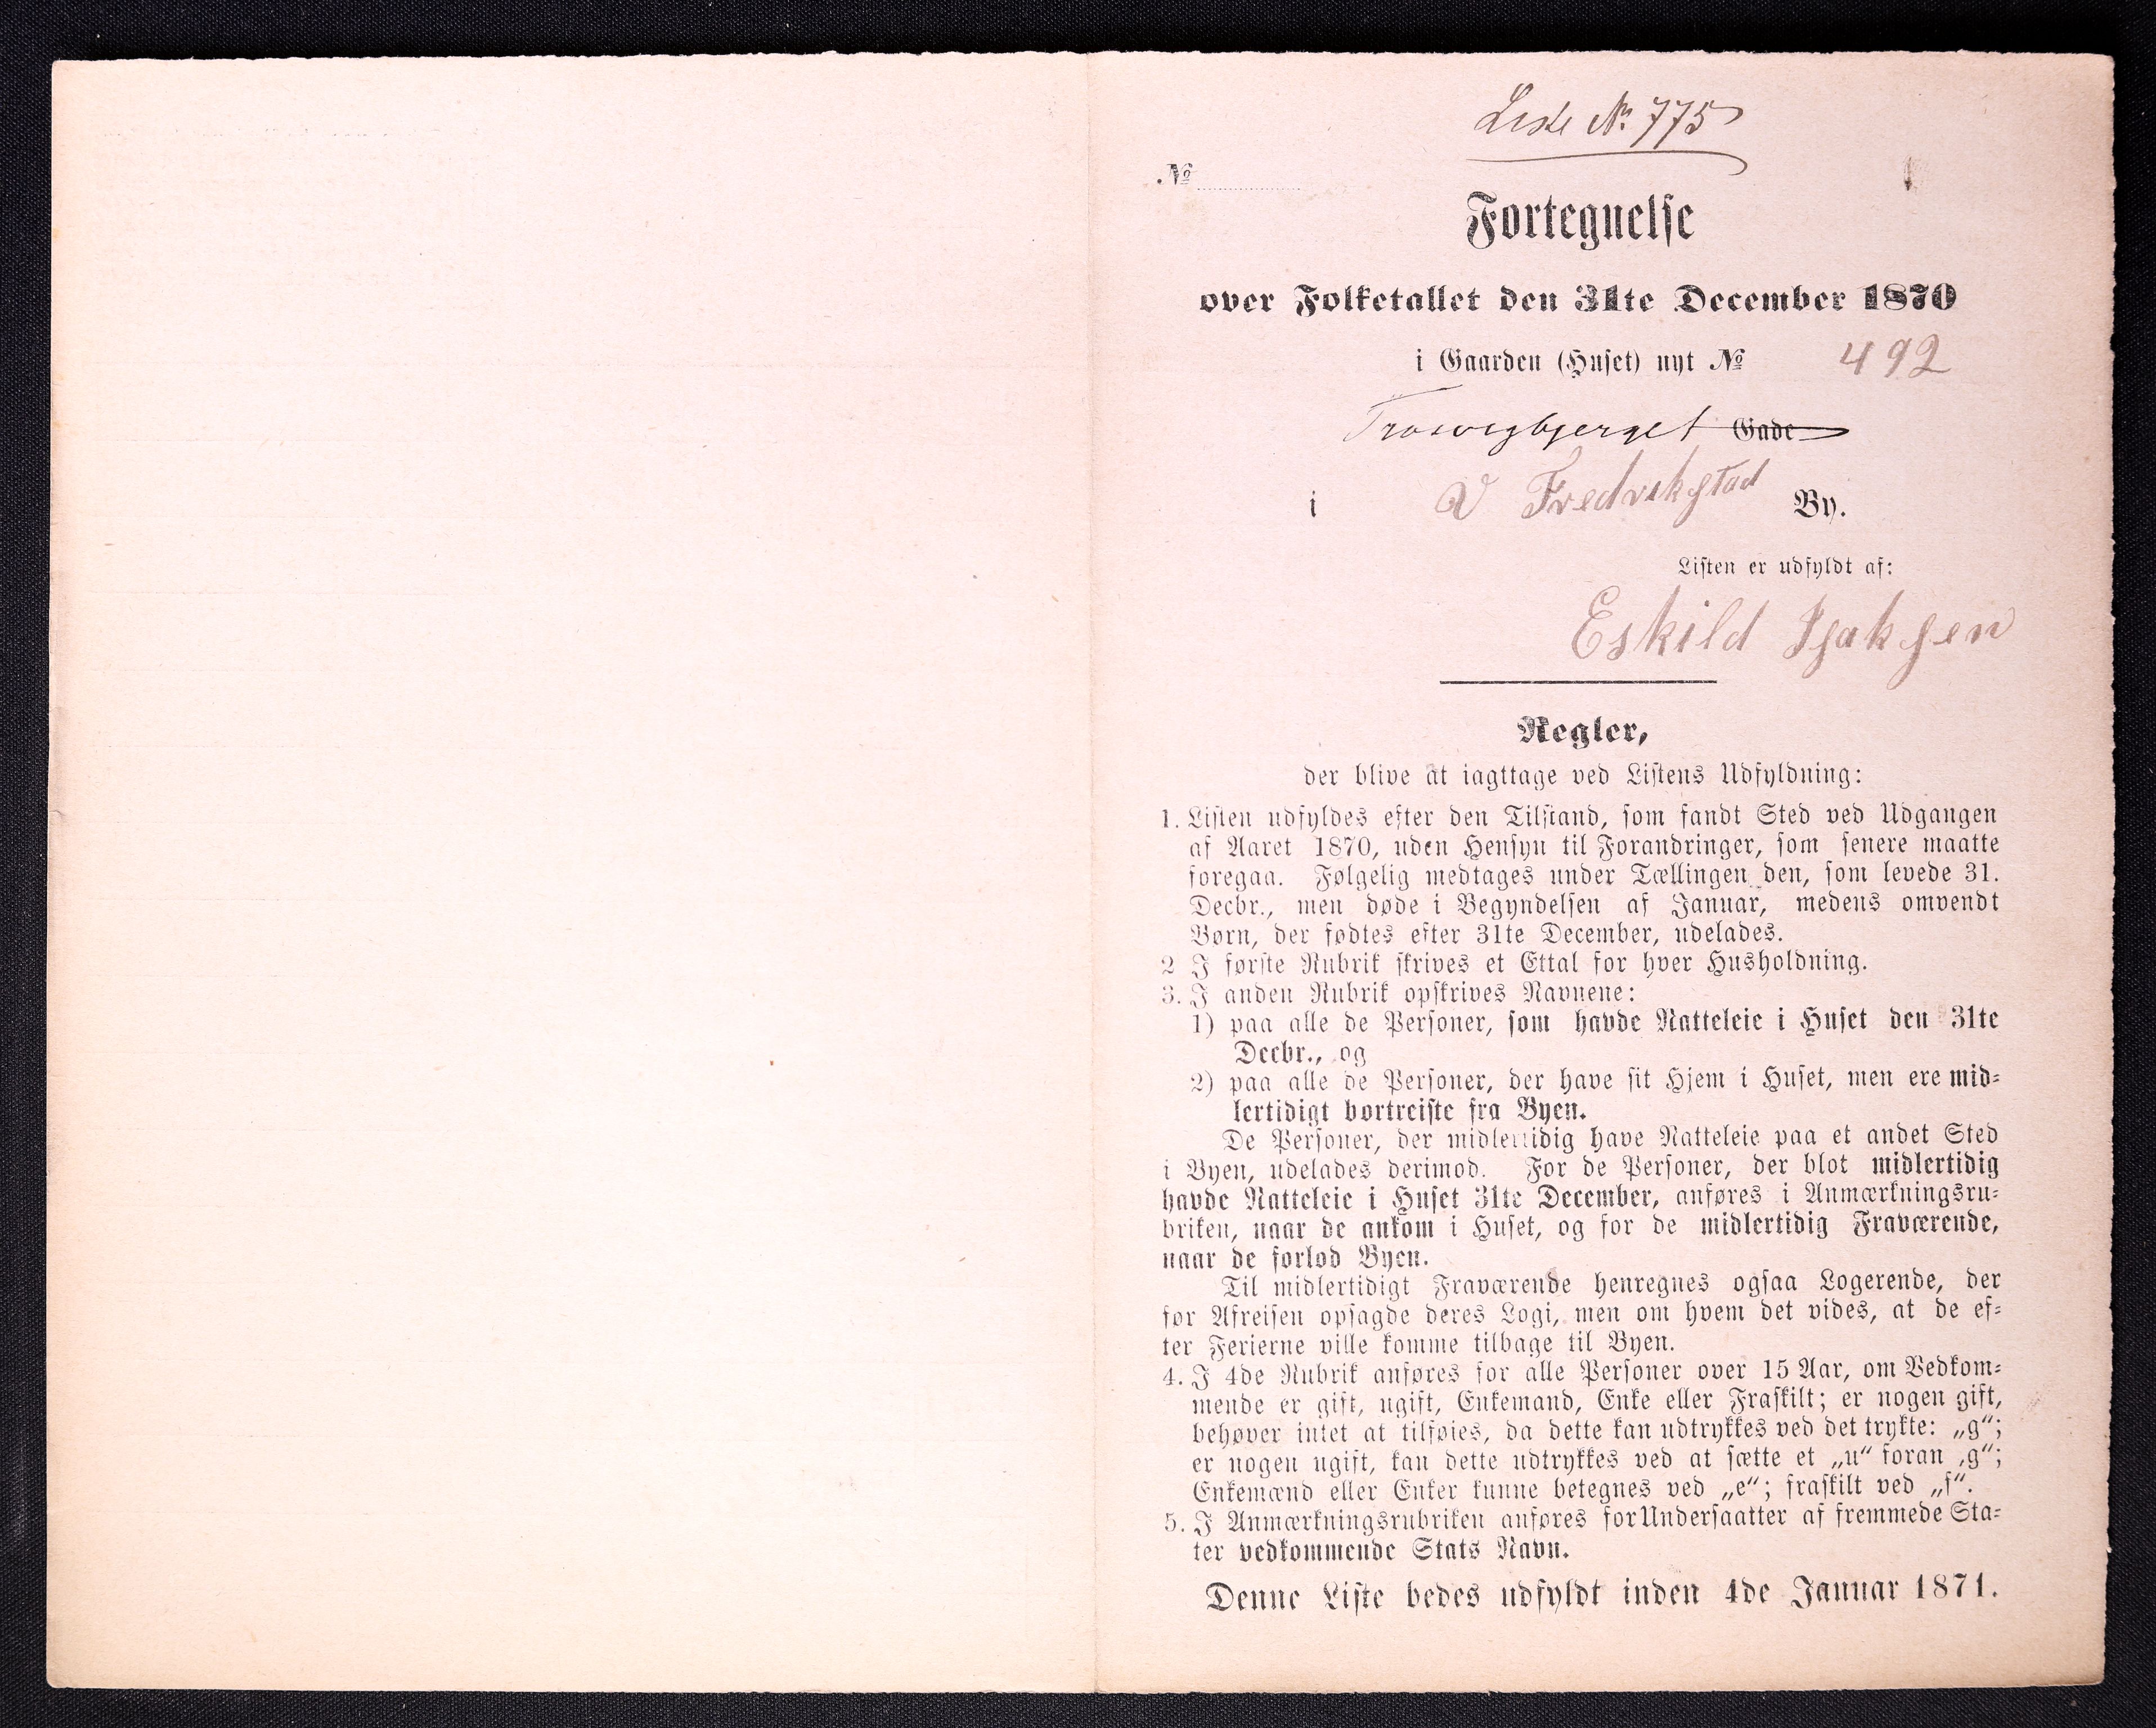 Liste Nr. 775
№
Fortegnelse
over Folketallet den 31te December 1870
i Gaarden (Huset) nyt № 492
Trosvigbjerget Gade
i V Fredrikstad By.
Listen er udfyldt af:
Eskild Isaksen
Regler,
der blive at iagttage ved Listens Udfyldning:
1. Listen udfyldes efter den Tilstand, som fandt Sted ved Udgangen
af Aaret 1870, uden Hensyn til Forandringer, som senere maatte
foregaa. Følgelig medtages under Tællingen den, som levede 31.
Decbr., men døde i Begyndelsen af Januar, medens omvendt
Børn, der fødtes efter 31te December, udelades.
2 I første Rubrik skrives et Ettal for hver Husholdning.
3. I anden Rubrik opskrives Navnene:
1) paa alle de Personer, som havde Natteleie i Huset den 31te
Decbr., og
2) paa alle de Personer, der have sit Hjem i Huset, men ere mid-
lertidigt bortreiste fra Byen.
De Personer, der midlertidig have Natteleie paa et andet Sted
i Byen, udelades derimod. For de Personer, der blot midlertidig
havde Natteleie i Huset 31te December, anføres i Anmærkningsru-
briken, naar de ankom i Huset, og for de midlertidig Fraværende,
naar de forlod Byen.
Til midlertidigt Fraværende henregnes ogsaa Logerende, der
før Afreisen opsagde deres Logi, men om hvem det vides, at de ef-
ter Ferierne ville komme tilbage til Byen.
4. I 4de Rubrik anføres for alle Personer over 15 Aar, om Vedkom-
mende er gift, ugift, Enkemand, Enke eller Fraskilt; er nogen gift,
behøver intet at tilføies, da dette kan udtrykkes ved det trykte: „g“;
er nogen ugift, kan dette udtrykkes ved at sætte et „u“ foran ‚g“;
Enkemænd eller Enker kunne betegnes ved „e“; fraskilt ved „f“.
5. I Anmærkningsrubriken anføres for Undersaatter af fremmede Sta-
ter vedkommende Stats Navn.
Denne Liste bedes udfyldt inden 4de Januar 1871.